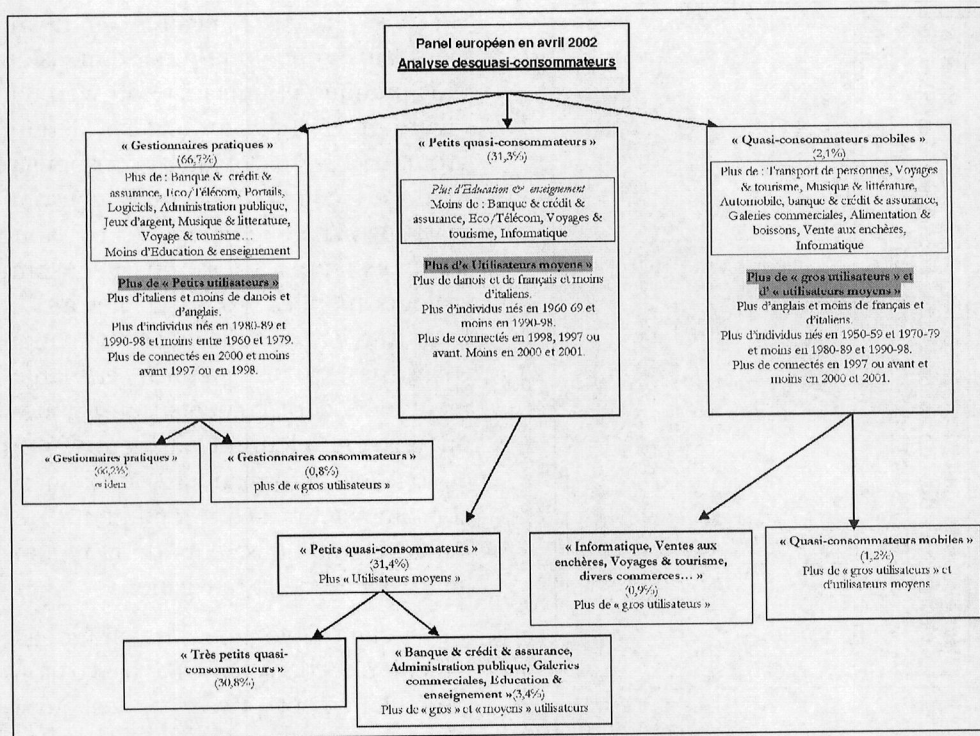 Panel européen en avril 2002
Analyse desquasi-consommateurs
« Gestionnaires pratiques »
(66,7%)
Plus de : Banque & crédit &
assurance, Eco/Télécom, Portails,
Logiciels, Administration publique,
Jeux d'argent, Musique & litterature,
Voyage & tourisme…
Moins d'Education & enseignement
Plus de « Petits utilisateurs »
Plus d'italiens et moins de danois et
d'anglais.
Plus d'individus nés en 1980-89 et
1990-98 et moins entre 1960 et 1979.
Plus de connectés en 2000 et moins
avant 1997 ou en 1998.
« Petits quasi-consommateurs »
(31,3%)
Plus d'Education & enseignement
Moins de : Banque & crédit &
assurance, Eco/Télécom, Voyages &
tourisme, Informatique
Plus d'« Utilisateurs moyens »
Plus de danois et de français et moins
d'italiens.
Plus d'individus nés en 1960 69 et
moins en 1990-98.
Plus de connectés en 1998, 1997 ou
avant. Moins en 2000 et 2001.
« Quasi-consommateurs mobiles »
(2,1%)
Plus de : Transport de personnes, Voyages
& tourisme, Musique & littérature,
Automobile, banque & crédit & assurance,
Galeries commerciales, Alimentation &
boissons, Vente aux enchères,
Informatique
Plus de « gros utilisateurs » et
d' « utilisateurs moyens »
Plus d'anglais et moins de français et
d'italiens.
Plus d'individus nés en 1950-59 et 1970-79
et moins en 1980-89 et 1990-98.
Plus de connectés en 1997 ou avant et
moins en 2000 et 2001.
« Gestionnaires pratiques »
(66,2%)
idem
« Gestionnaires consommateurs »
(0,8%)
plus de « gros utilisateurs »
« Petits quasi-consommateurs »
(31,4%)
Plus « Utilisateurs moyens »
« Informatique, Ventes aux
enchères, Voyages & tourisme,
divers commerces… »
(0,9%)
Plus de « gros utilisateurs »
« Quasi-consommateurs mobiles »
(1,2%)
Plus de « gros utilisateurs » et
d'utilisateurs moyens
« Très petits quasi-
consommateurs »
(30,8%)
« Banque & crédit & assurance,
Administration publique, Galeries
commerciales, Education &
enseignement »(3,4%)
Plus de « gros » et « moyens » utilisateurs